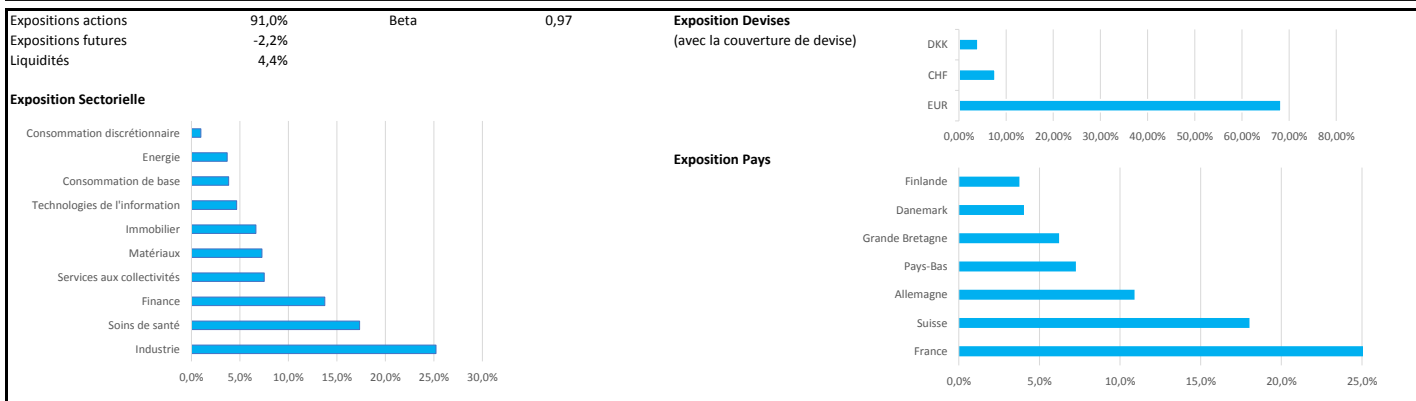 Expositions actions 91,0% Beta 0,97
Expositions futures -2,2%
Liquidités 4,4%
Exposition Sectorielle
Consommation discrétionnaire
Energie
Consommation de base
Technologies de l'information
Immobilier
Matériaux
Services aux collectivités
Finance
Soins de santé
Industrie
0,0% 5,0% 10,0% 15,0% 20,0% 25,0% 30,0%
Exposition Devises
(avec la couverture de devise)
DKK
CHF
EUR
0,00% 10,00% 20,00% 30,00% 40,00% 50,00% 60,00% 70,00% 80,00%
Exposition Pays
Finlande
Danemark
Grande Bretagne
Pays-Bas
Allemagne
Suisse
France
0,0% 5,0% 10,0% 15,0% 20,0% 25,0%